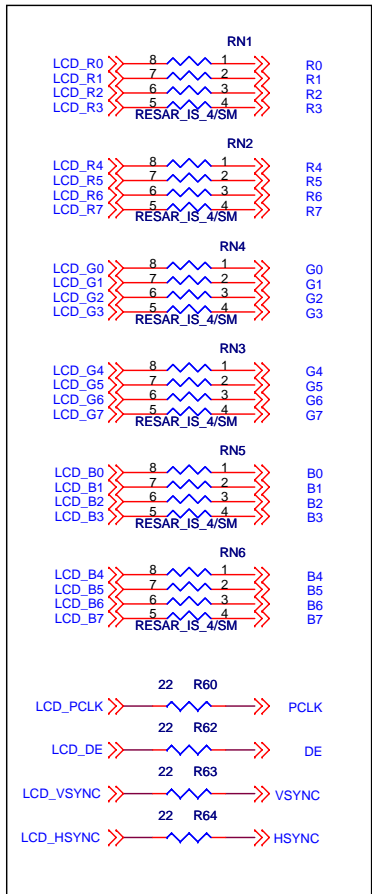 RN1
LCD_R0 8 1 R0
LCD_R1 7 2 R1
LCD_R2 6 3 R2
LCD_R3 5 4 R3
RESAR_IS_4/SM
RN2
LCD_R4 8 1 R4
LCD_R5 7 2 R5
LCD_R6 6 3 R6
LCD_R7 5 4 R7
RESAR_IS_4/SM
RN4
LCD_G0 8 1 G0
LCD_G1 7 2 G1
LCD_G2 6 3 G2
LCD_G3 5 4 G3
RESAR_IS_4/SM
RN3
LCD_G4 8 1 G4
LCD_G5 7 2 G5
LCD_G6 6 3 G6
LCD_G7 5 4 G7
RESAR_IS_4/SM
RN5
LCD_B0 8 1 B0
LCD_B1 7 2 B1
LCD_B2 6 3 B2
LCD_B3 5 4 B3
RESAR_IS_4/SM
RN6
LCD_B4 8 1 B4
LCD_B5 7 2 B5
LCD_B6 6 3 B6
LCD_B7 5 4 B7
RESAR_IS_4/SM
22 R60
LCD_PCLK PCLK
22 R62
LCD_DE DE
22 R63
LCD_VSYNC VSYNC
22 R64
LCD_HSYNC HSYNC